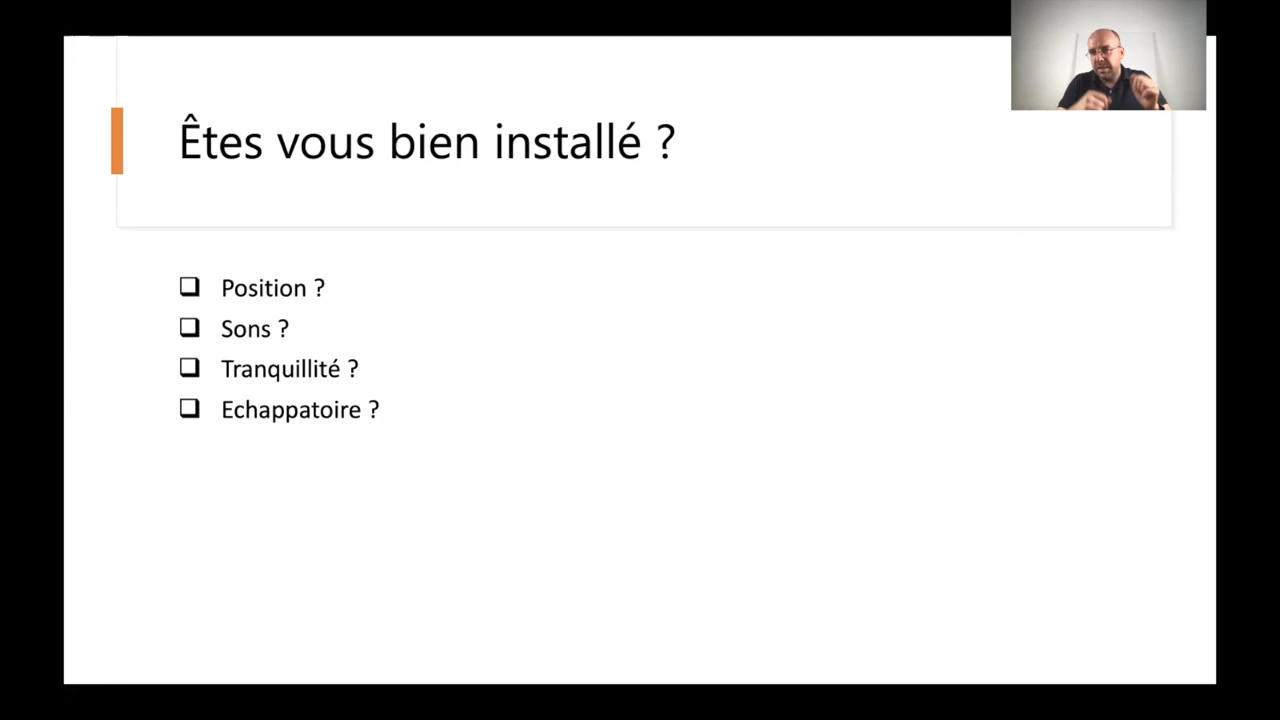 Êtes vous bien installé ?
Position ?
Sons ?
Tranquillité ?
Echappatoire ?